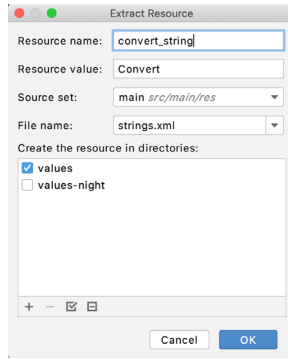 Extract Resource
Resource name: convert_string
Resource value: Convert
Source set: main src/main/res
File name: strings.xml
Create the resource in directories:
values
values-night
Cancel OK